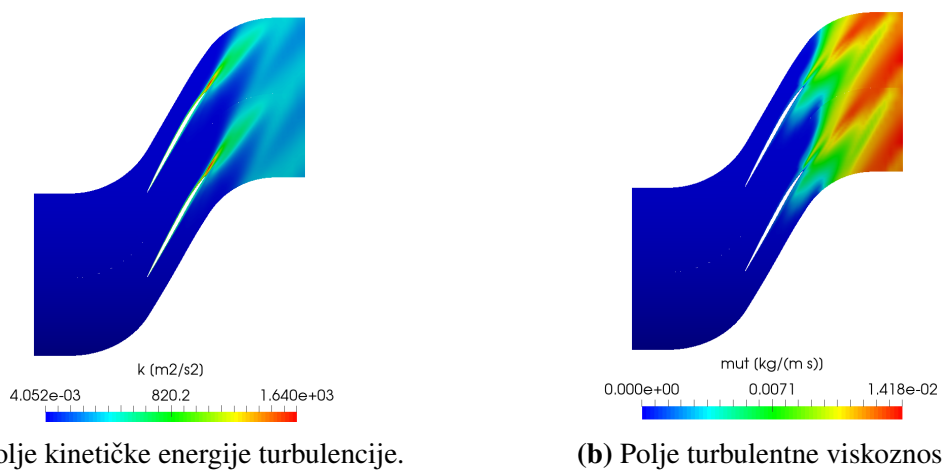 k (m2/s2)
4.052e-03 820.2 1.640e+03
olje kinetičke energije turbulencije.
mut (kg/(m s))
0.000e+00 0.0071 1.418e-02
(b) Polje turbulentne viskoznos